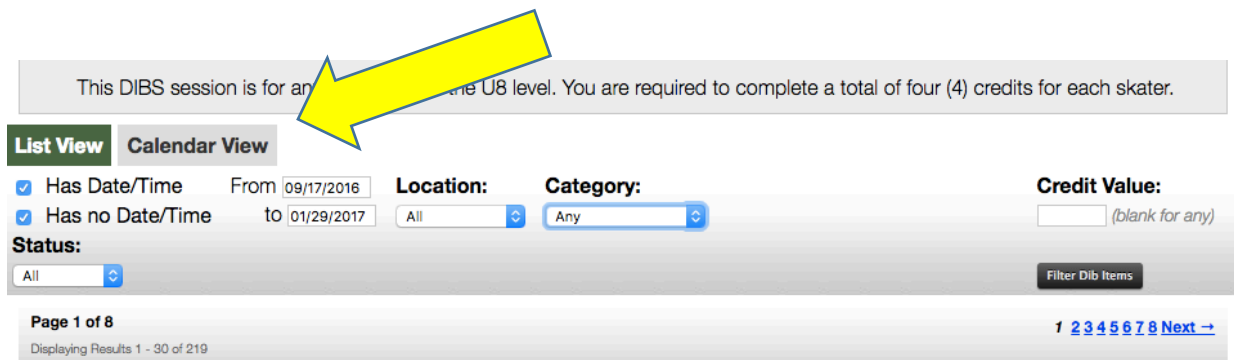 This DIBS session is for an the U8 level. You are required to complete a total of four (4) credits for each skater.
List View Calendar View
Has Date/Time From 09/17/2016 Location: Category: Credit Value:
Has no Date/Time to 01/29/2017 All Any (blank for any)
Status:
All Filter Dib Items
Page 1 of 8 1 2 3 4 5 6 7 8 Next →
Displaying Results 1 - 30 of 219